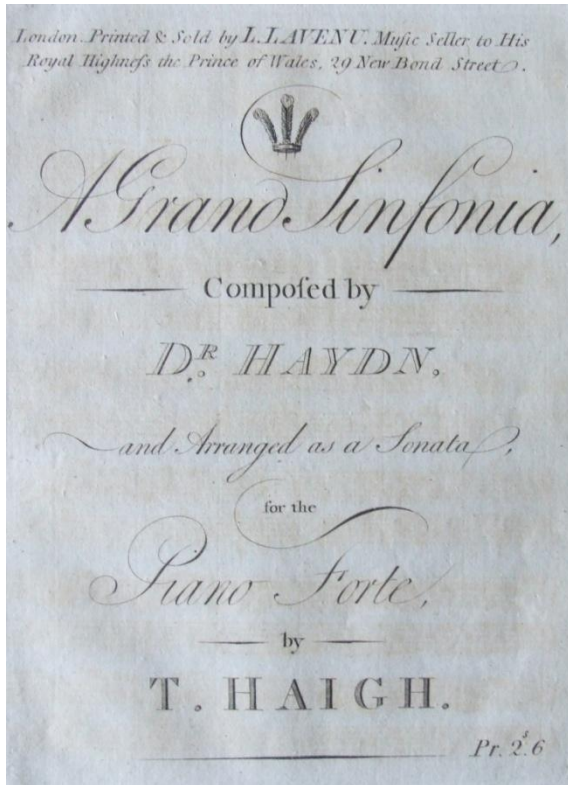 London. Printed & Sold by L. LAVENU. Muſic Seller to His
Royal Highneſs the Prince of Wales, 29 New Bond Street.
A Grand Sinfonia,
Compoſed by
Dr. HAYDN.
and Arranged as a Sonata,
for the
Piano Forte,
by
T. HAIGH.
Pr. 2s. 6